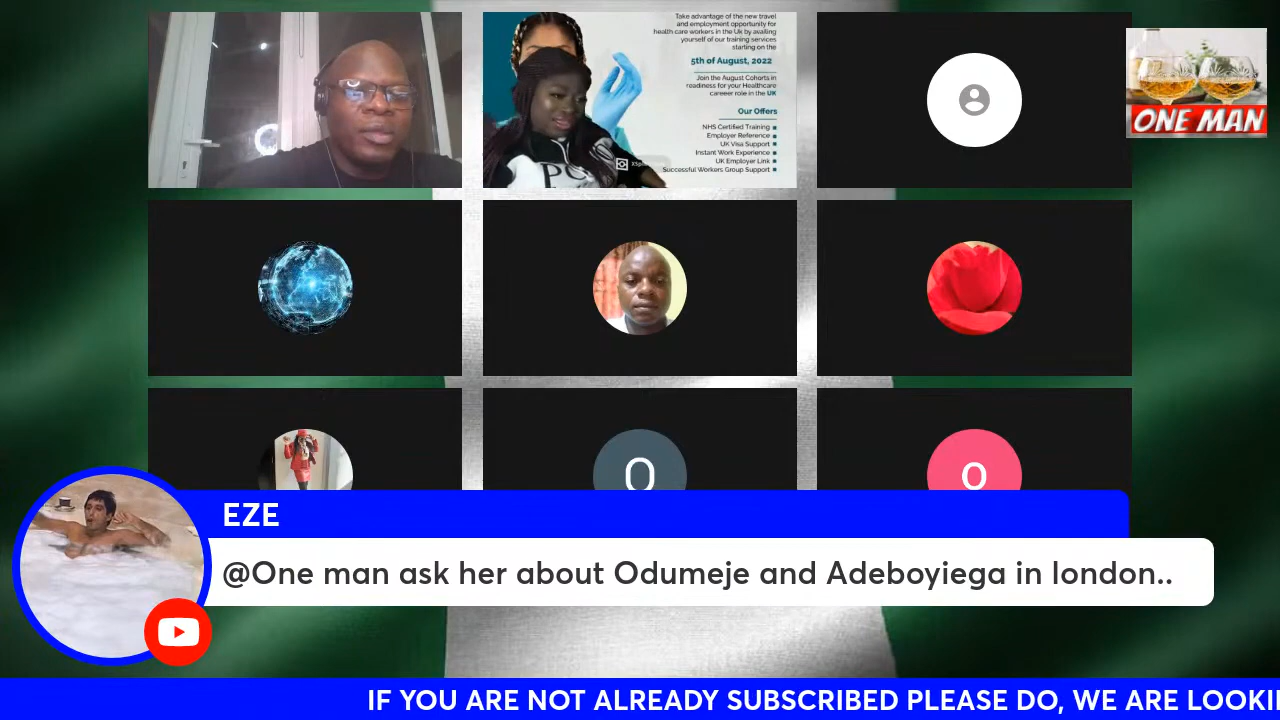 Take advantage of the new travel
and employment opportunity for
health care workers in the Uk by availing
yourself of our training services
starting on the
5th of August, 2022
Join the August Cohorts in
readiness for your Healthcare
careeer role in the UK
Our Offers
NHS Certified Training
Employer Reference
UK Visa Support
Instant Work Experience
UK Employer Link
Successful Workers Group Support
ONE MAN
O
O
EZE
@One man ask her about Odumeje and Adeboyiega in london..
IF YOU ARE NOT ALREADY SUBSCRIBED PLEASE DO, WE ARE LOOKI